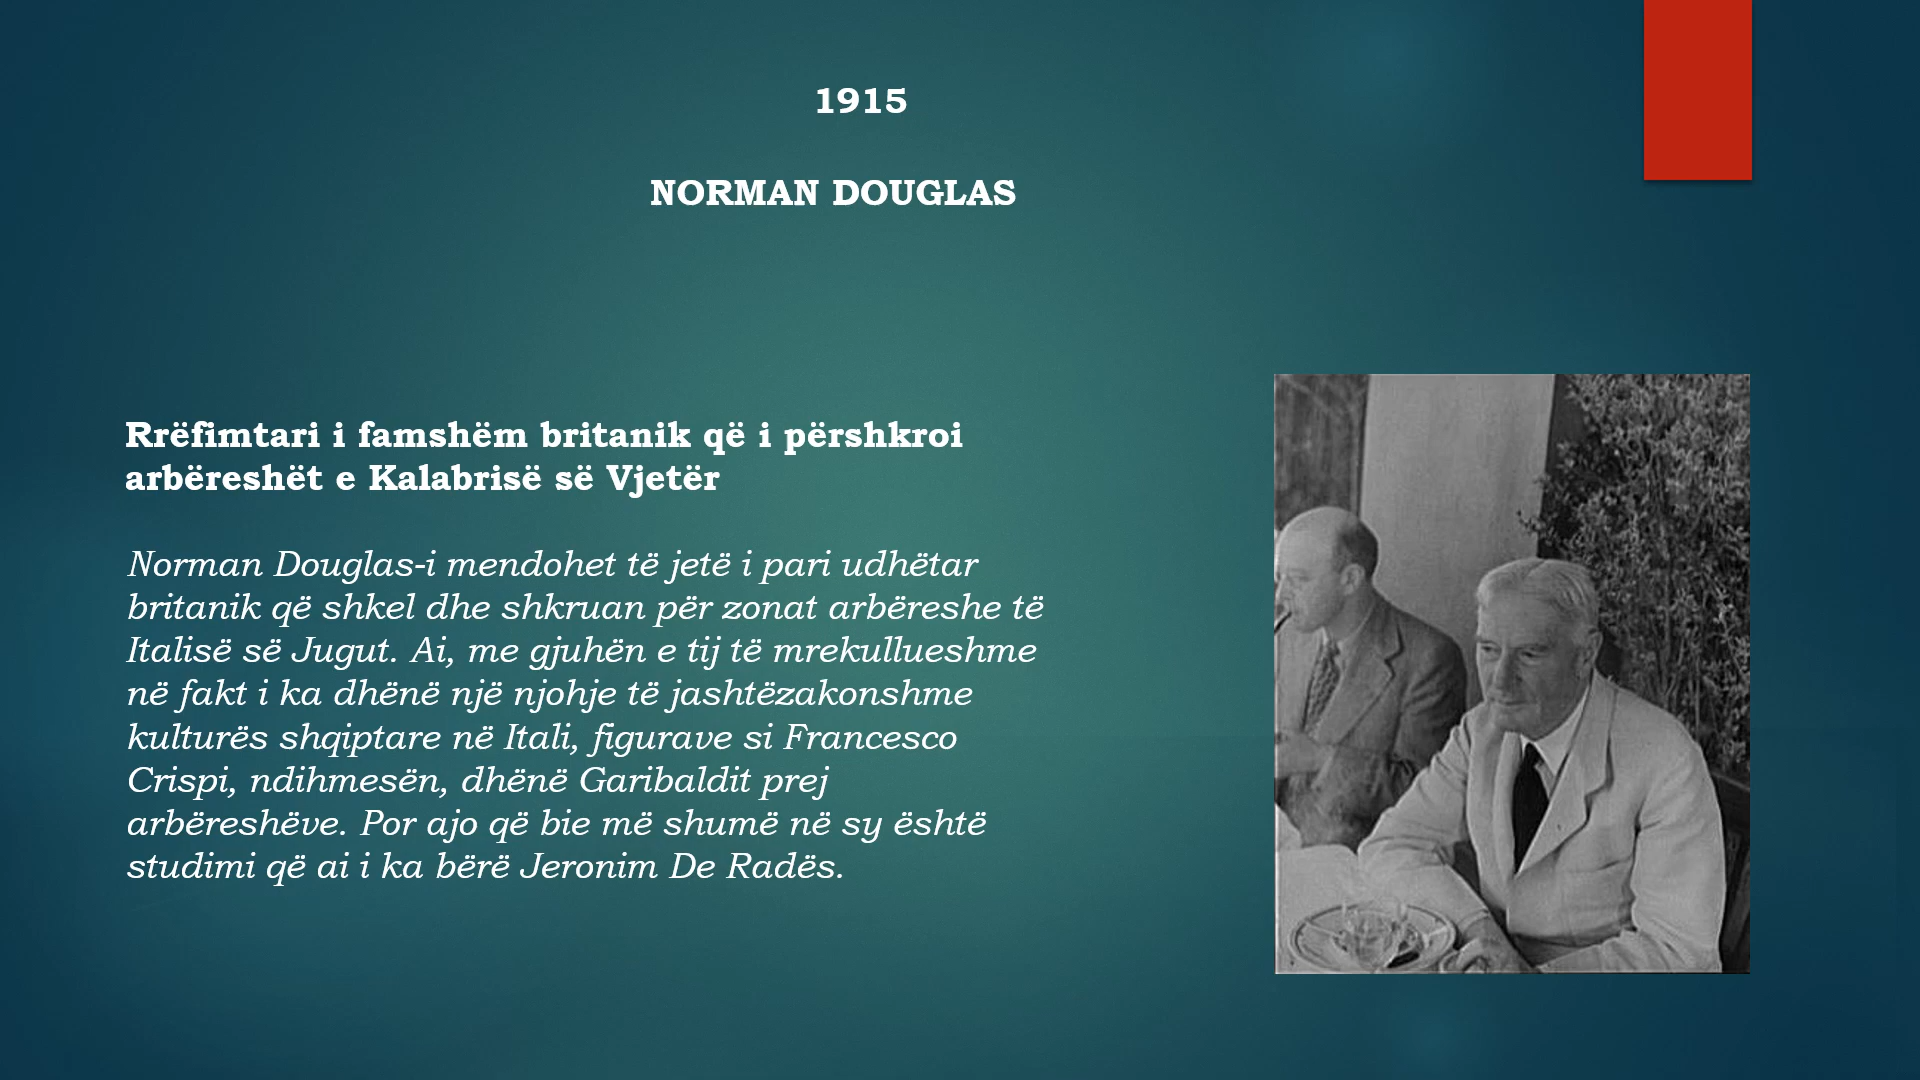 1915
NORMAN DOUGLAS
Rrëfimtari i famshëm britanik që i përshkroi
arbëreshët e Kalabrisë së Vjetër
Norman Douglas-i mendohet të jetë i pari udhëtar
britanik që shkel dhe shkruan për zonat arbëreshe të
Italisë së Jugut. Ai, me gjuhën e tij të mrekullueshme
në fakt i ka dhënë një njohje të jashtëzakonshme
kulturës shqiptare në Itali, figurave si Francesco
Crispi, ndihmesën, dhënë Garibaldit prej
arbëreshëve. Por ajo që bie më shumë në sy është
studimi që ai i ka bërë Jeronim De Radës.